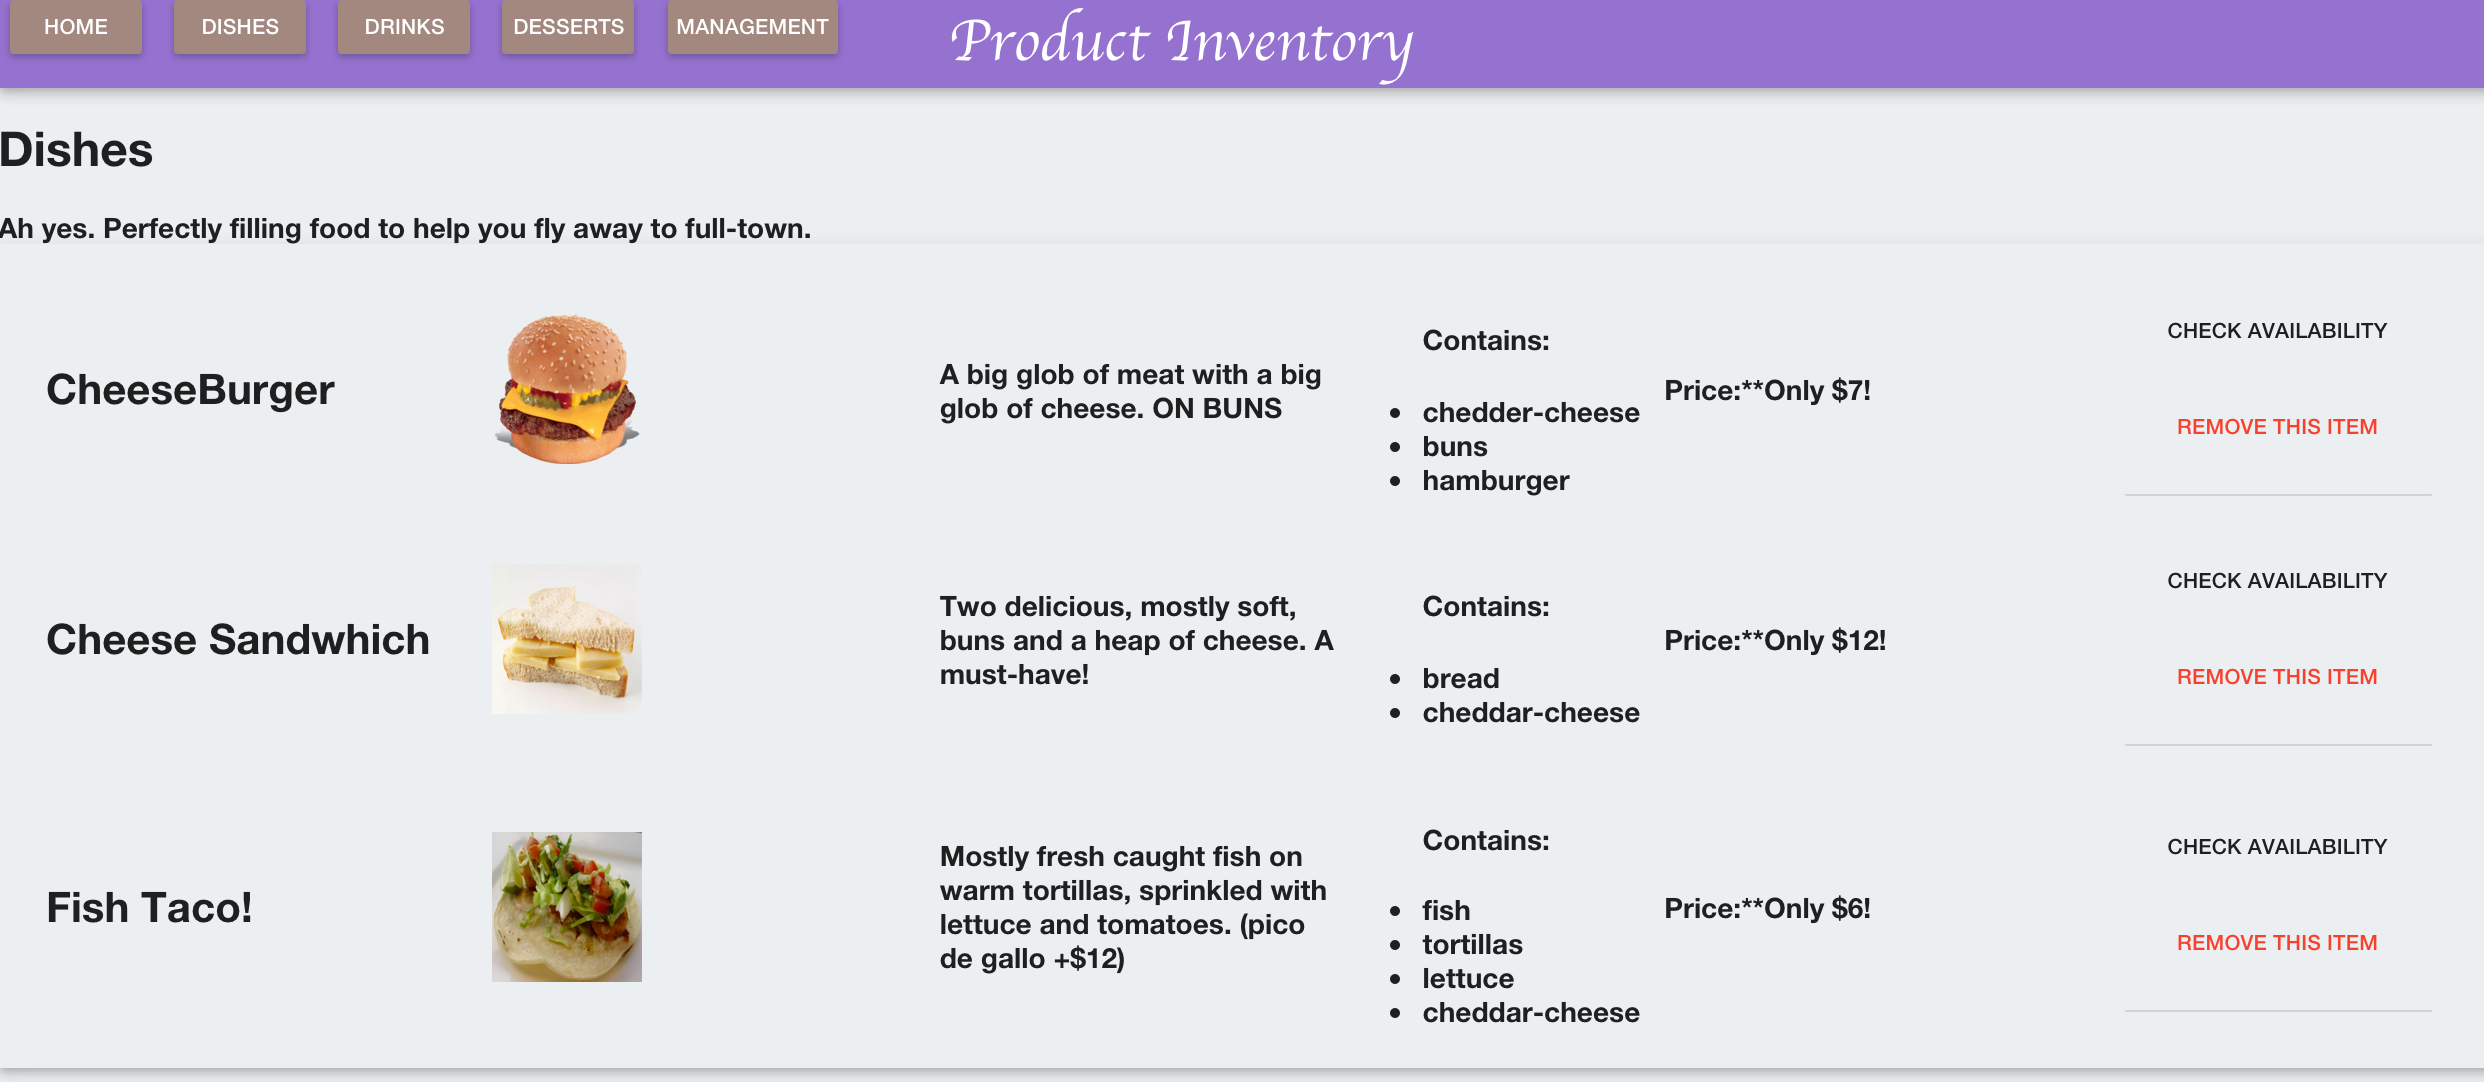 HOME
DISHES
DRINKS
DESSERTS
MANAGEMENT
Product Inventory
Dishes
Ah yes. Perfectly filling food to help you fly away to full-town.
CheeseBurger
A big glob of meat with a big
glob of cheese. ON BUNS
Contains:
• chedder-cheese
• buns
• hamburger
Price:**Only $7!
CHECK AVAILABILITY
REMOVE THIS ITEM
Cheese Sandwhich
Two delicious, mostly soft,
buns and a heap of cheese. A
must-have!
Contains:
• bread
• cheddar-cheese
Price:**Only $12!
CHECK AVAILABILITY
REMOVE THIS ITEM
Fish Taco!
Mostly fresh caught fish on
warm tortillas, sprinkled with
lettuce and tomatoes. (pico
de gallo +$12)
Contains:
• fish
• tortillas
• lettuce
• cheddar-cheese
Price:**Only $6!
CHECK AVAILABILITY
REMOVE THIS ITEM